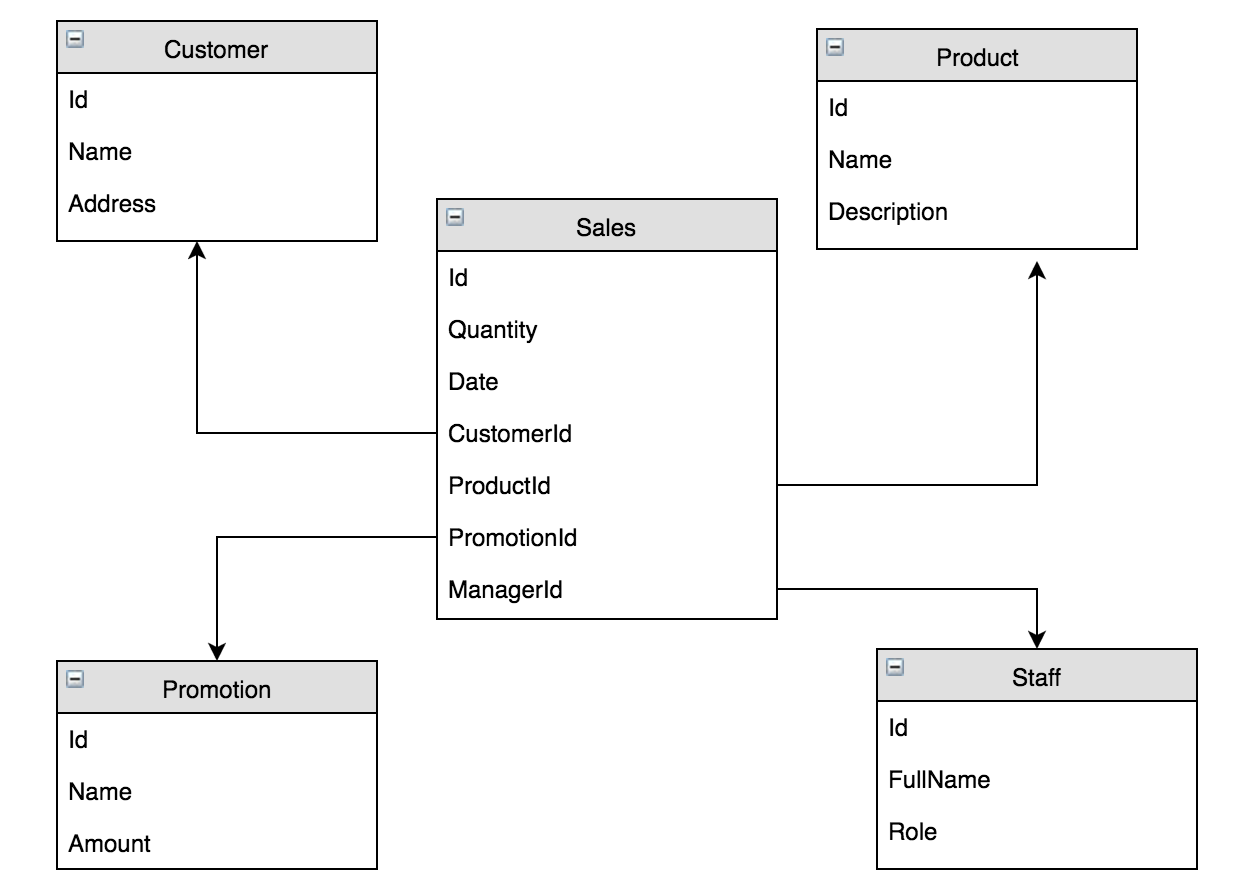 Customer
Id
Name
Address
Product
Id
Name
Description
Sales
Id
Quantity
Date
CustomerId
ProductId
PromotionId
ManagerId
Promotion
Id
Name
Amount
Staff
Id
FullName
Role